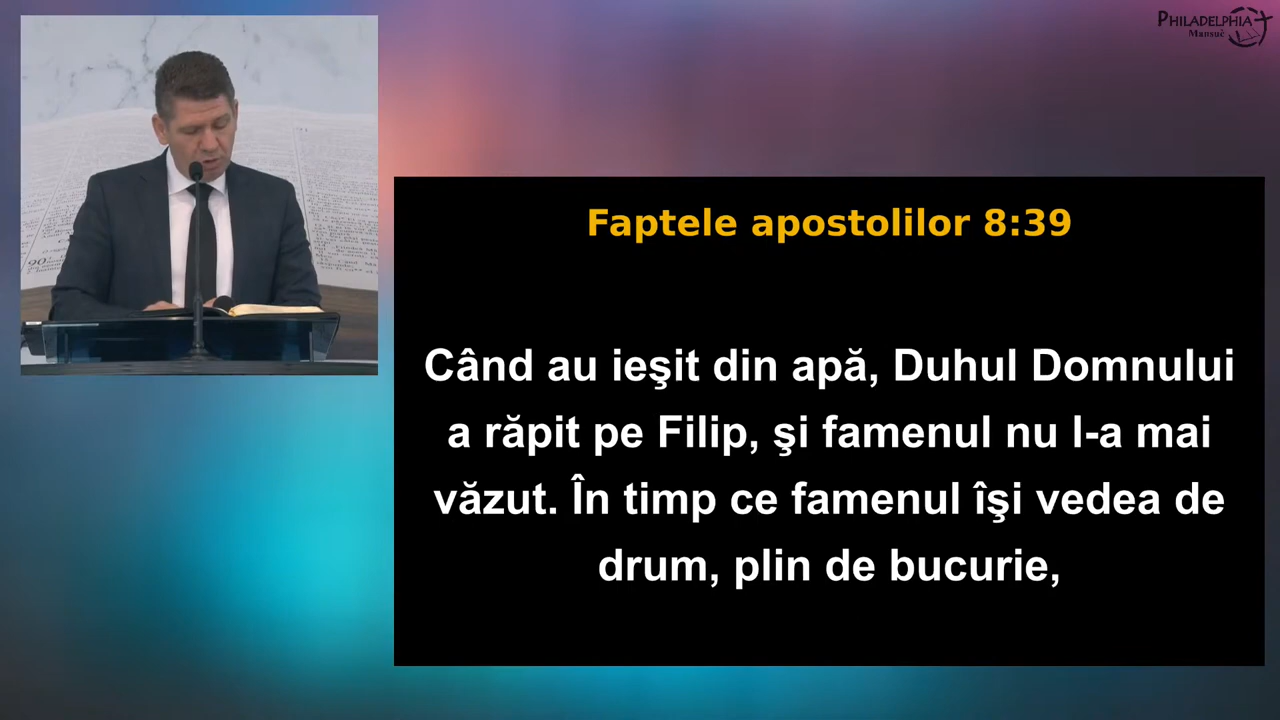 PHILADELPHIA
Mansuè
Faptele apostolilor 8:39
Când au ieşit din apă, Duhul Domnului
a răpit pe Filip, şi famenul nu l-a mai
văzut. În timp ce famenul îşi vedea de
drum, plin de bucurie,